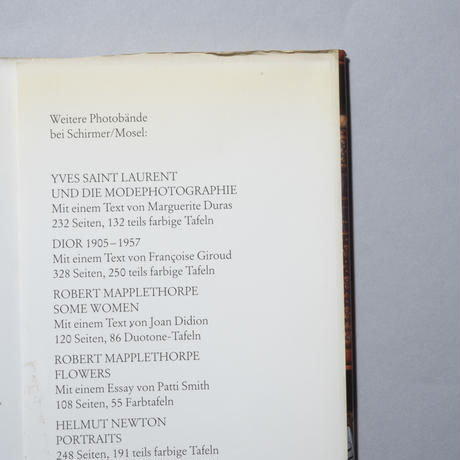 Weitere Photobände
bei Schirmer/Mosel:
YVES SAINT LAURENT
UND DIE MODEPHOTOGRAPHIE
Mit einem Text von Marguerite Duras
232 Seiten, 132 teils farbige Tafeln
DIOR 1905–1957
Mit einem Text von Françoise Giroud
328 Seiten, 250 teils farbige Tafeln
ROBERT MAPPLETHORPE
SOME WOMEN
Mit einem Text von Joan Didion
120 Seiten, 86 Duotone-Tafeln
ROBERT MAPPLETHORPE
FLOWERS
Mit einem Essay von Patti Smith
108 Seiten, 55 Farbtafeln
HELMUT NEWTON
PORTRAITS
248 Seiten, 191 teils farbige Tafeln